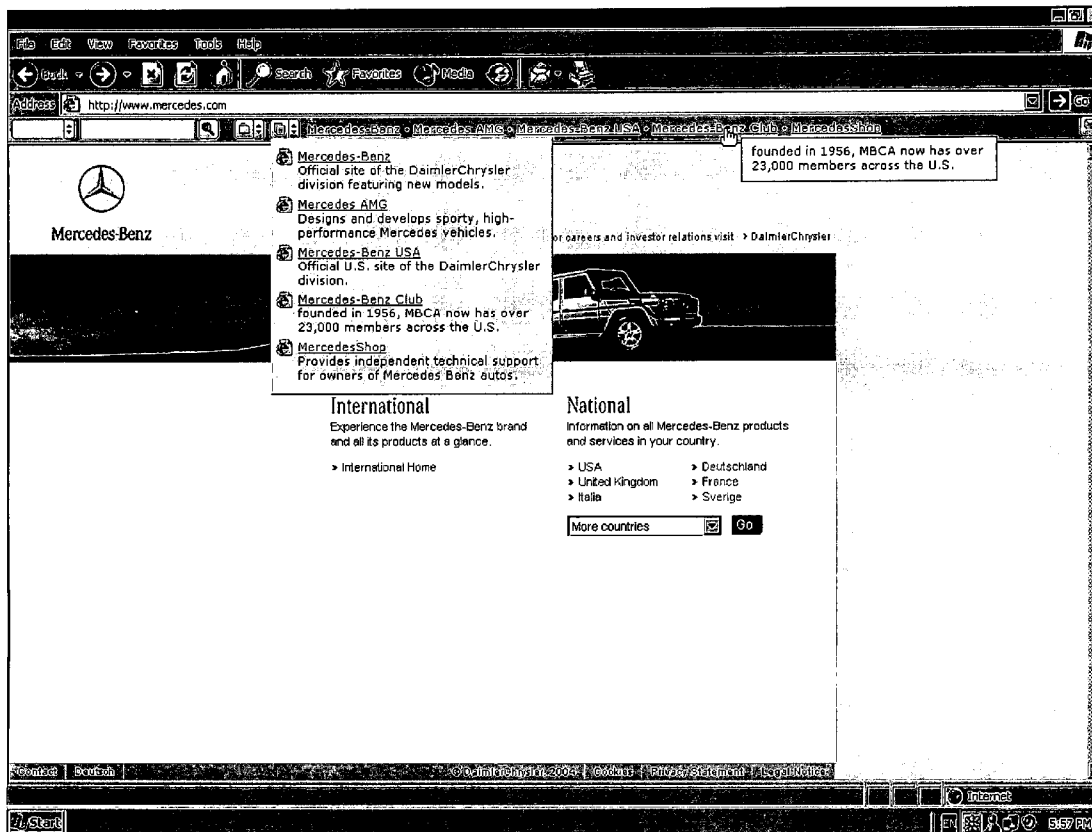 File Edit View Favorites Tools Help
Back Search Favorites Media
Address http://www.mercedes.com Go
Mercedes-Benz • Mercedes AMG • Mercedes-Benz USA • Mercedes-Benz Club • MercedesShop
founded in 1956, MBCA now has over
23,000 members across the U.S.
Mercedes-Benz
Official site of the DaimlerChrysler
division featuring new models.
Mercedes AMG
Designs and develops sporty, high-
performance Mercedes vehicles.
Mercedes-Benz USA
Official U.S. site of the DaimlerChrysler
division.
Mercedes-Benz Club
founded in 1956, MBCA now has over
23,000 members across the U.S.
MercedesShop
Provides independent technical support
for owners of Mercedes Benz autos.
Mercedes-Benz
or careers and investor relations visit > DaimlerChrysler
International
Experience the Mercedes-Benz brand
and all its products at a glance.
> International Home
National
Information on all Mercedes-Benz products
and services in your country.
> USA > Deutschland
> United Kingdom > France
> Italia > Sverige
More countries Go
Contact Deutsch © DaimlerChrysler 2004 | Cookies | Privacy Statement | Legal Notice
Internet
Start EN 5:57 PM